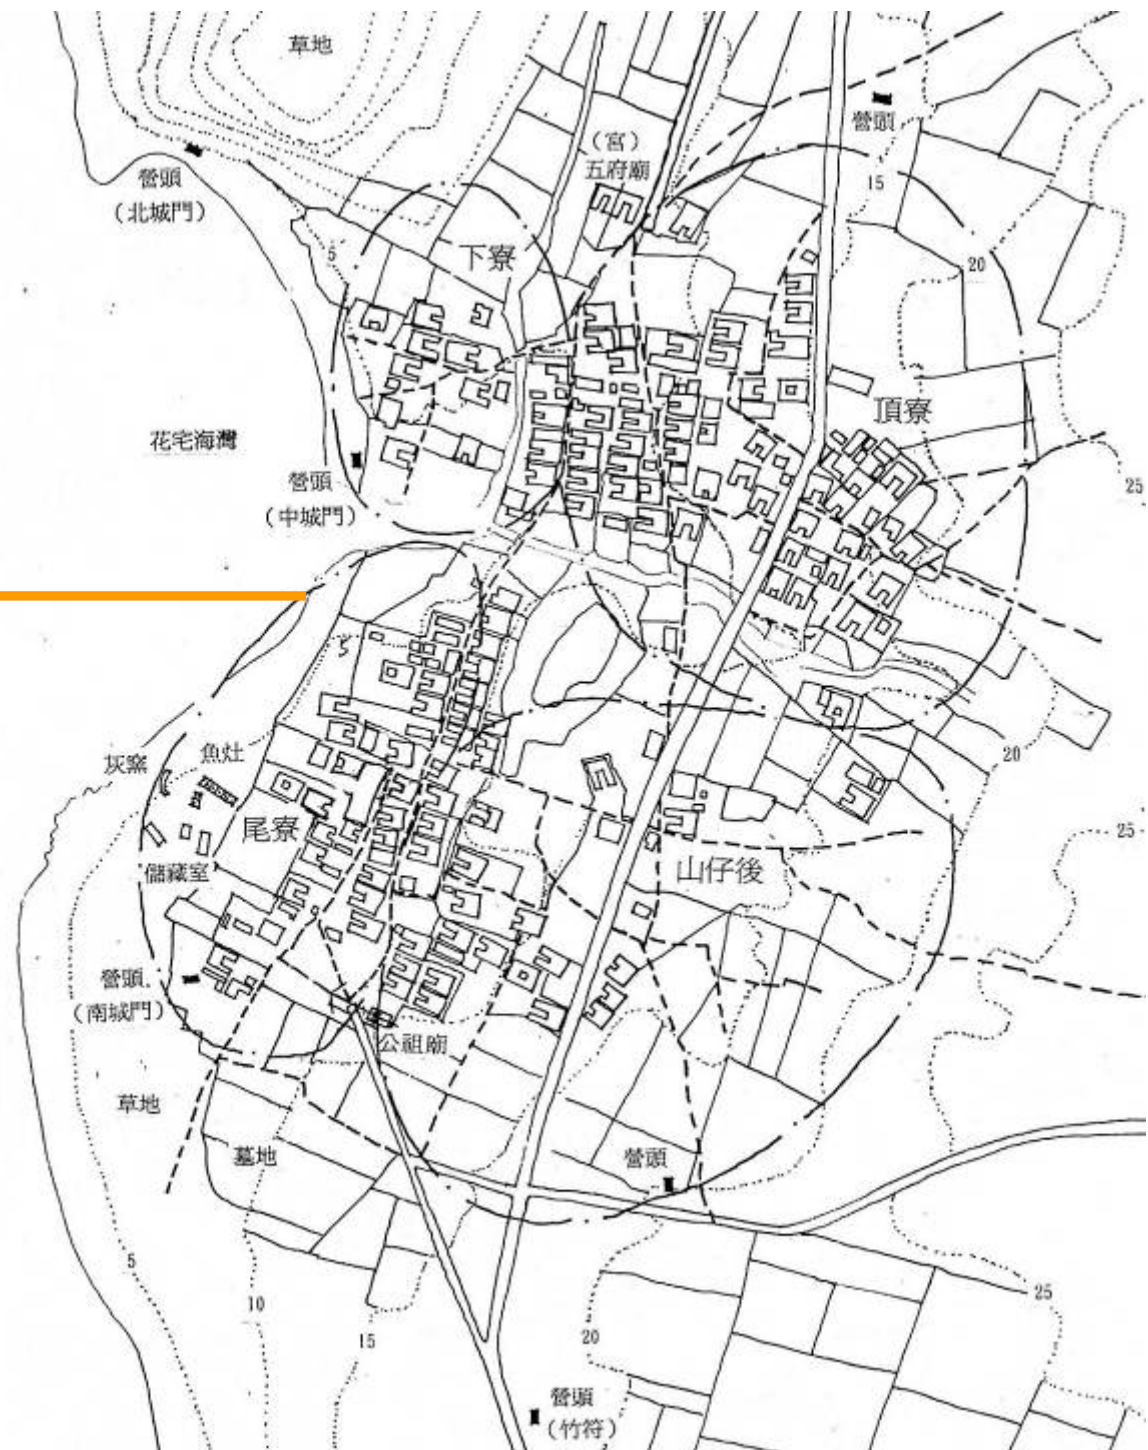 草地
營頭
（宮）
五府廟
15
營頭
（北城門）
下寮
5
20
頂寮
花宅海灣
營頭
（中城門）
25
5
灰窯
魚灶
20
尾寮
25
儲藏室
山仔後
營頭
（南城門）
公祖廟
草地
墓地
營頭
5
10
15
20
25
營頭
（竹符）